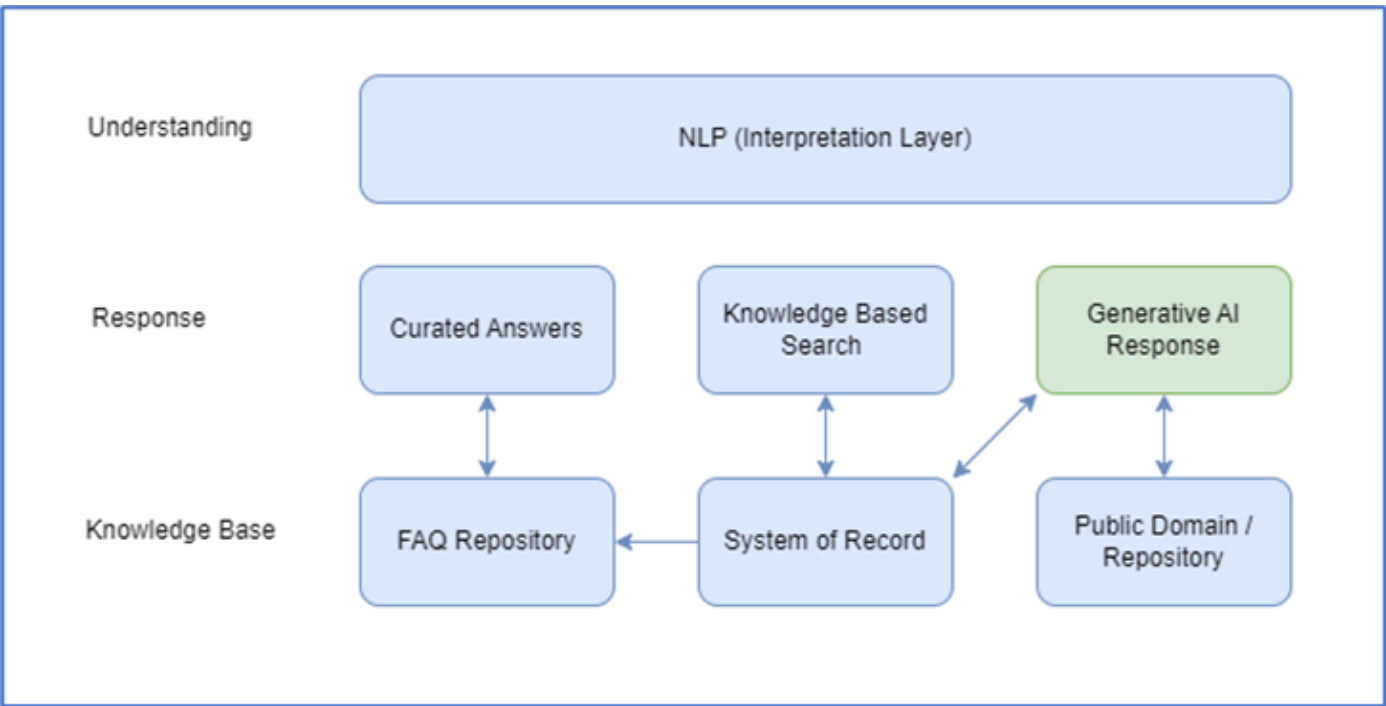 Understanding
NLP (Interpretation Layer)
Response
Curated Answers
Knowledge Based
Search
Generative AI
Response
Knowledge Base
FAQ Repository
System of Record
Public Domain /
Repository